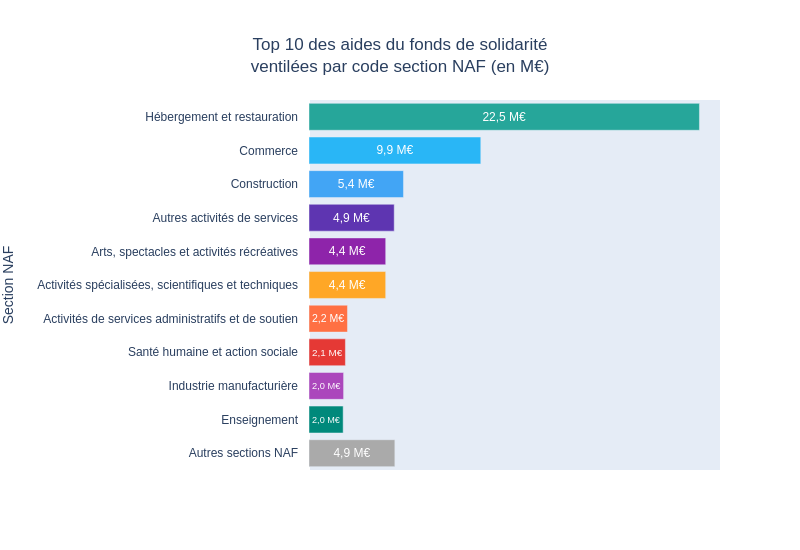 Top 10 des aides du fonds de solidarité
ventilées par code section NAF (en M€)
Section NAF
Hébergement et restauration 22,5 M€
Commerce 9,9 M€
Construction 5,4 M€
Autres activités de services 4,9 M€
Arts, spectacles et activités récréatives 4,4 M€
Activités spécialisées, scientifiques et techniques 4,4 M€
Activités de services administratifs et de soutien 2,2 M€
Santé humaine et action sociale 2,1 M€
Industrie manufacturière 2,0 M€
Enseignement 2,0 M€
Autres sections NAF 4,9 M€